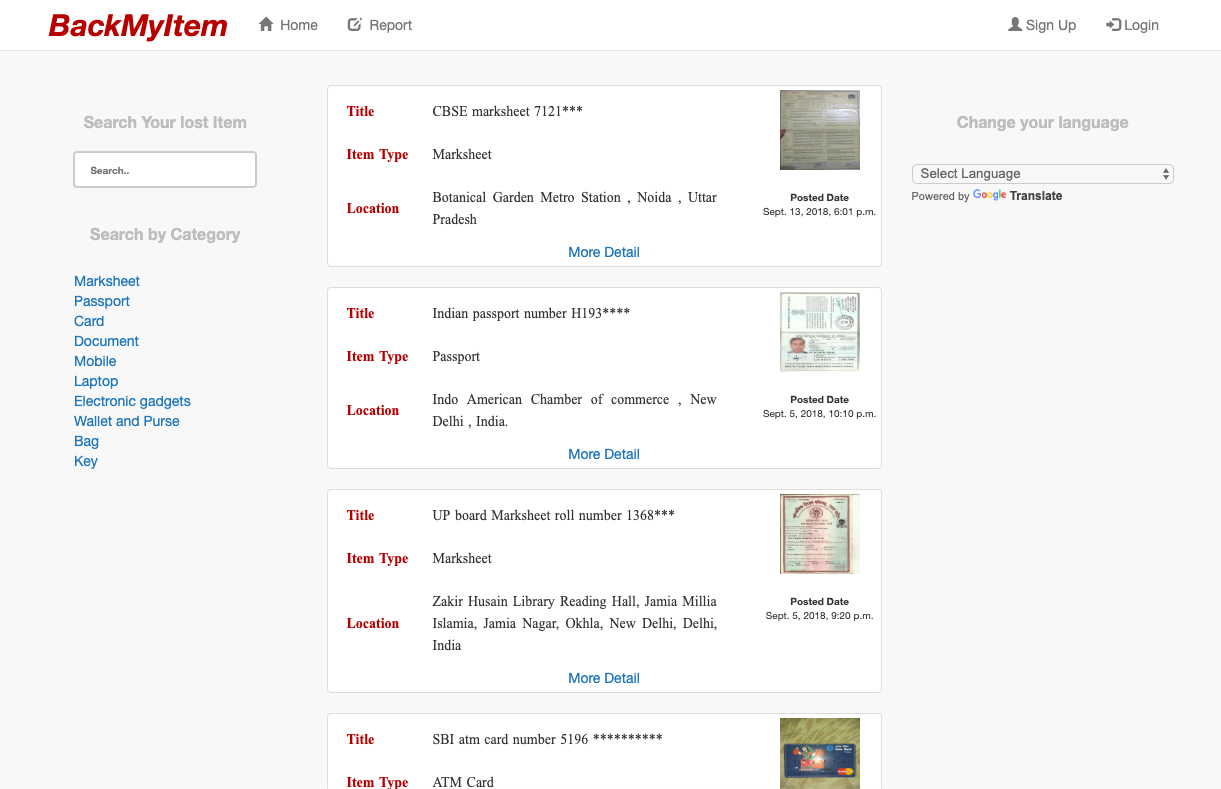 BackMyItem
Home
Report
Sign Up
Login
Search Your lost Item
Search..
Search by Category
Marksheet
Passport
Card
Document
Mobile
Laptop
Electronic gadgets
Wallet and Purse
Bag
Key
Title
CBSE marksheet 7121***
Item Type
Marksheet
Location
Botanical Garden Metro Station , Noida , Uttar
Pradesh
Posted Date
Sept. 13, 2018, 6:01 p.m.
More Detail
Title
Indian passport number H193****
Item Type
Passport
Location
Indo American Chamber of commerce , New
Delhi , India.
Posted Date
Sept. 5, 2018, 10:10 p.m.
More Detail
Title
UP board Marksheet roll number 1368***
Item Type
Marksheet
Location
Zakir Husain Library Reading Hall, Jamia Millia
Islamia, Jamia Nagar, Okhla, New Delhi, Delhi,
India
Posted Date
Sept. 5, 2018, 9:20 p.m.
More Detail
Title
SBI atm card number 5196 **********
Item Type
ATM Card
Change your language
Select Language
Powered by Google Translate